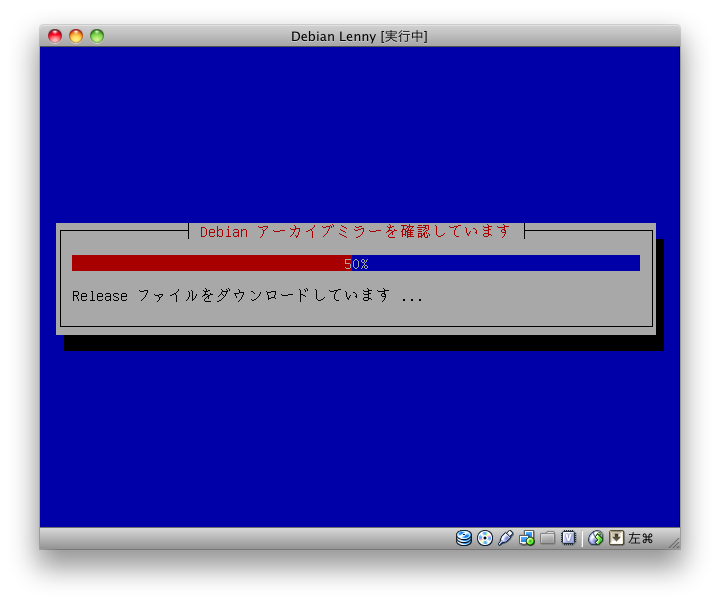 Debian Lenny [実行中]
Debian アーカイブミラーを確認しています
50%
Release ファイルをダウンロードしています ...
V
左⌘